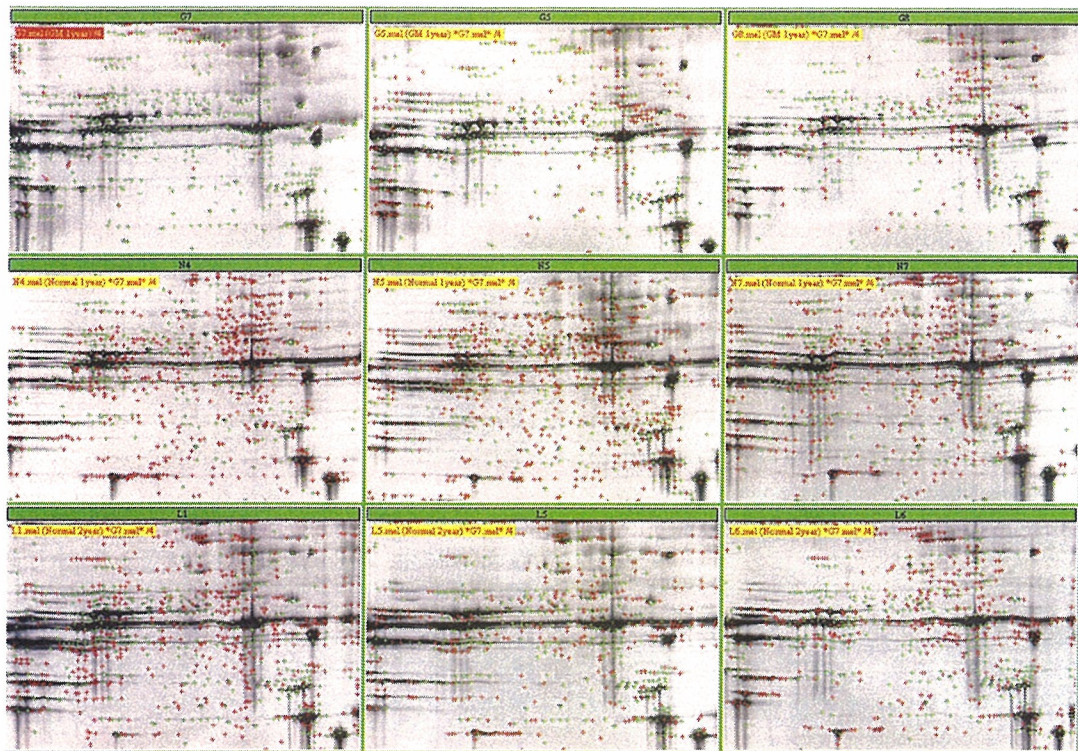 G7
G5
G8
G7.mel (GM 1year) /4
G5.mel (GM 1year) *G7.mel* /4
G8.mel (GM 1year) *G7.mel* /4
N4
N5
N7
N4.mel (Normal 1year) *G7.mel* /4
N5.mel (Normal 1year) *G7.mel* /4
N7.mel (Normal 1year) *G7.mel* /4
L1
L5
L6
L1.mel (Normal 2year) *G7.mel* /4
L5.mel (Normal 2year) *G7.mel* /4
L6.mel (Normal 2year) *G7.mel* /4